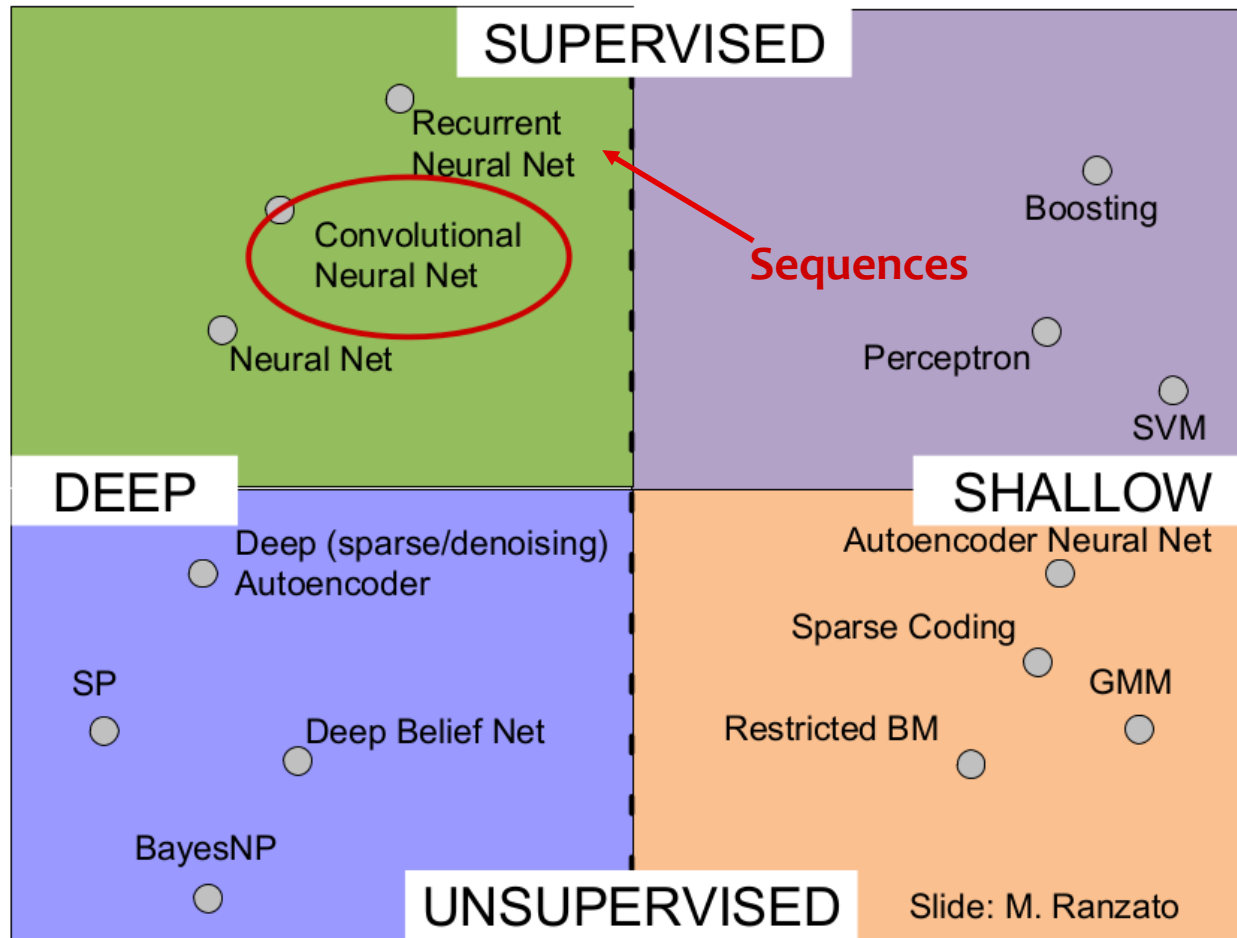 SUPERVISED
Recurrent
Neural Net
Convolutional
Neural Net
Neural Net
Sequences
Boosting
Perceptron
SVM
DEEP
SHALLOW
Deep (sparse/denoising)
Autoencoder
SP
Deep Belief Net
BayesNP
Autoencoder Neural Net
Sparse Coding
GMM
Restricted BM
UNSUPERVISED
Slide: M. Ranzato